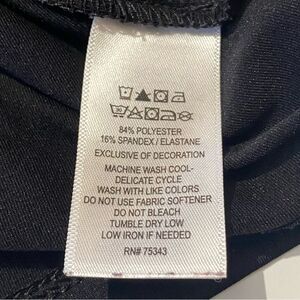 84% POLYESTER
16% SPANDEX / ELASTANE
EXCLUSIVE OF DECORATION
MACHINE WASH COOL-
DELICATE CYCLE
WASH WITH LIKE COLORS
DO NOT USE FABRIC SOFTENER
DO NOT BLEACH
TUMBLE DRY LOW
LOW IRON IF NEEDED
RN# 75343